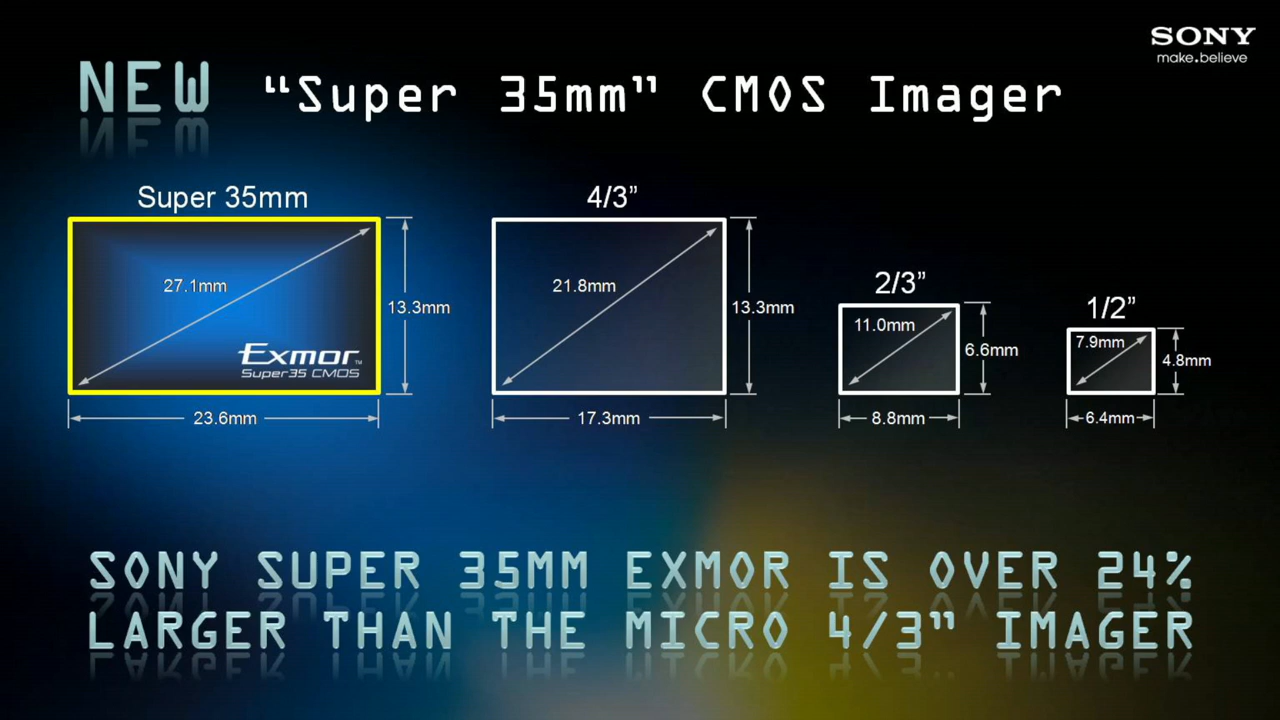 SONY
make.believe
NEW “Super 35mm” CMOS Imager
Super 35mm
4/3”
2/3”
1/2”
27.1mm
13.3mm
23.6mm
Exmor™
Super35 CMOS
21.8mm
13.3mm
17.3mm
11.0mm
6.6mm
8.8mm
7.9mm
4.8mm
6.4mm
SONY SUPER 35MM EXMOR IS OVER 24%
LARGER THAN THE MICRO 4/3” IMAGER